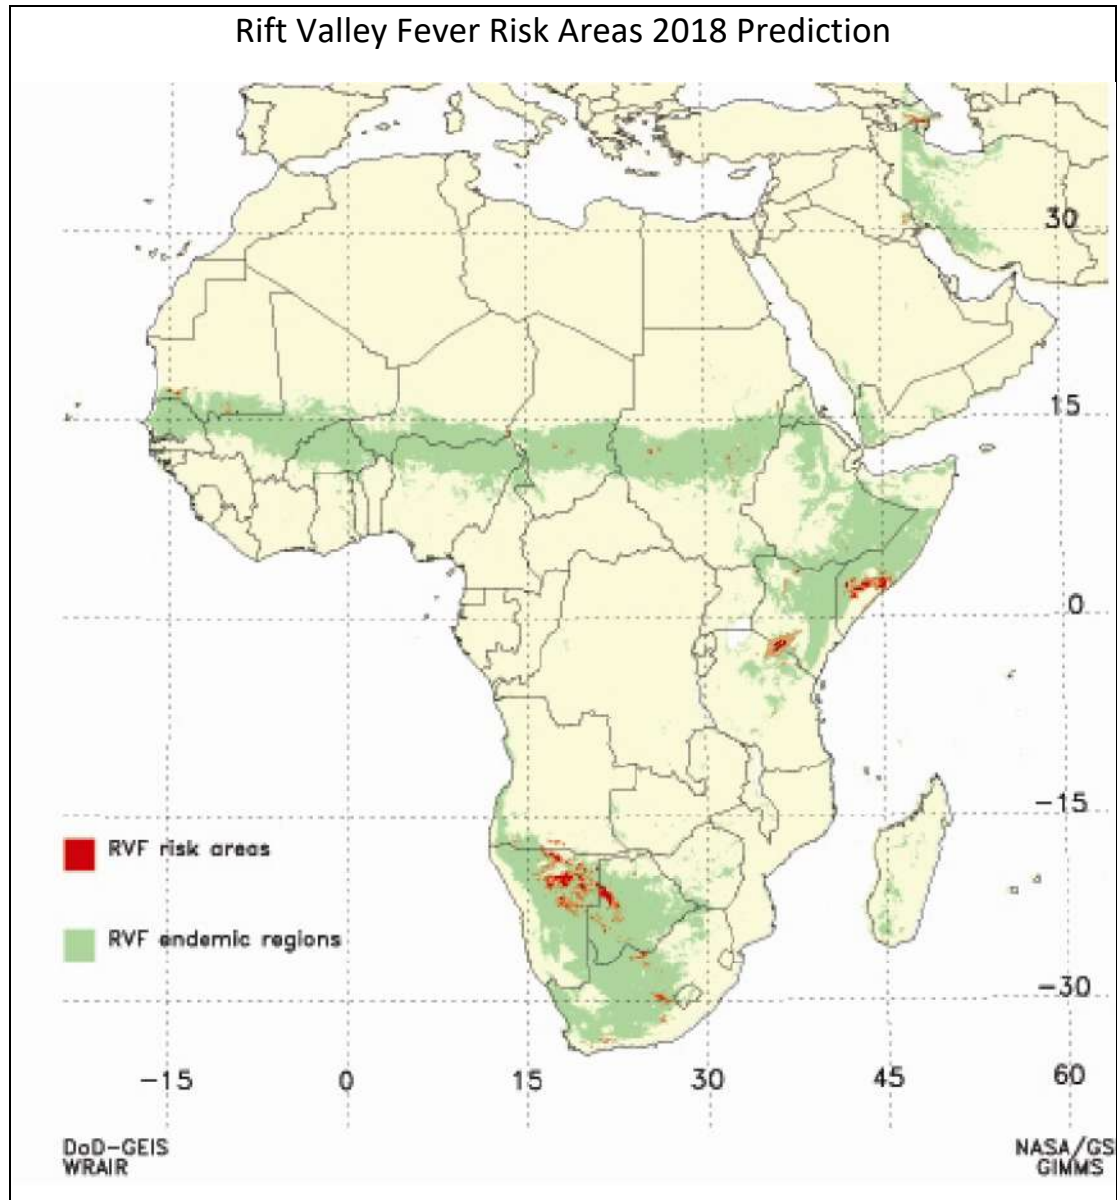 Rift Valley Fever Risk Areas 2018 Prediction
30
15
0
-15
RVF risk areas
RVF endemic regions
-30
-15 0 15 30 45 60
DoD-GEIS
WRAIR
NASA/GS
GIMMS